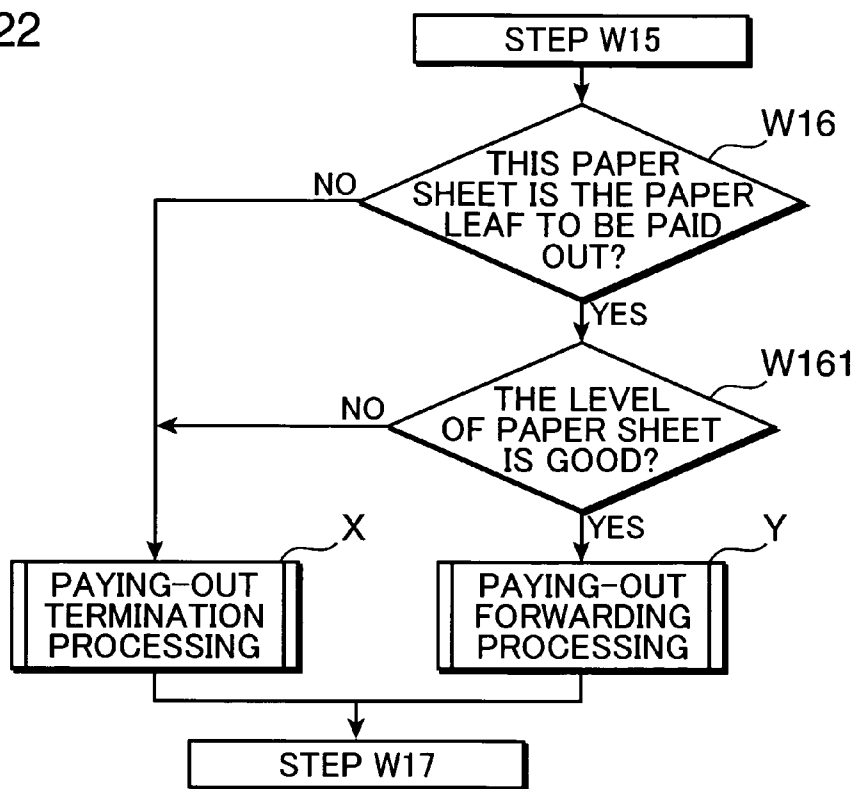 22
STEP W15
W16
THIS PAPER
SHEET IS THE PAPER
LEAF TO BE PAID
OUT?
NO
YES
W161
THE LEVEL
OF PAPER SHEET
IS GOOD?
NO
YES
X
PAYING-OUT
TERMINATION
PROCESSING
Y
PAYING-OUT
FORWARDING
PROCESSING
STEP W17